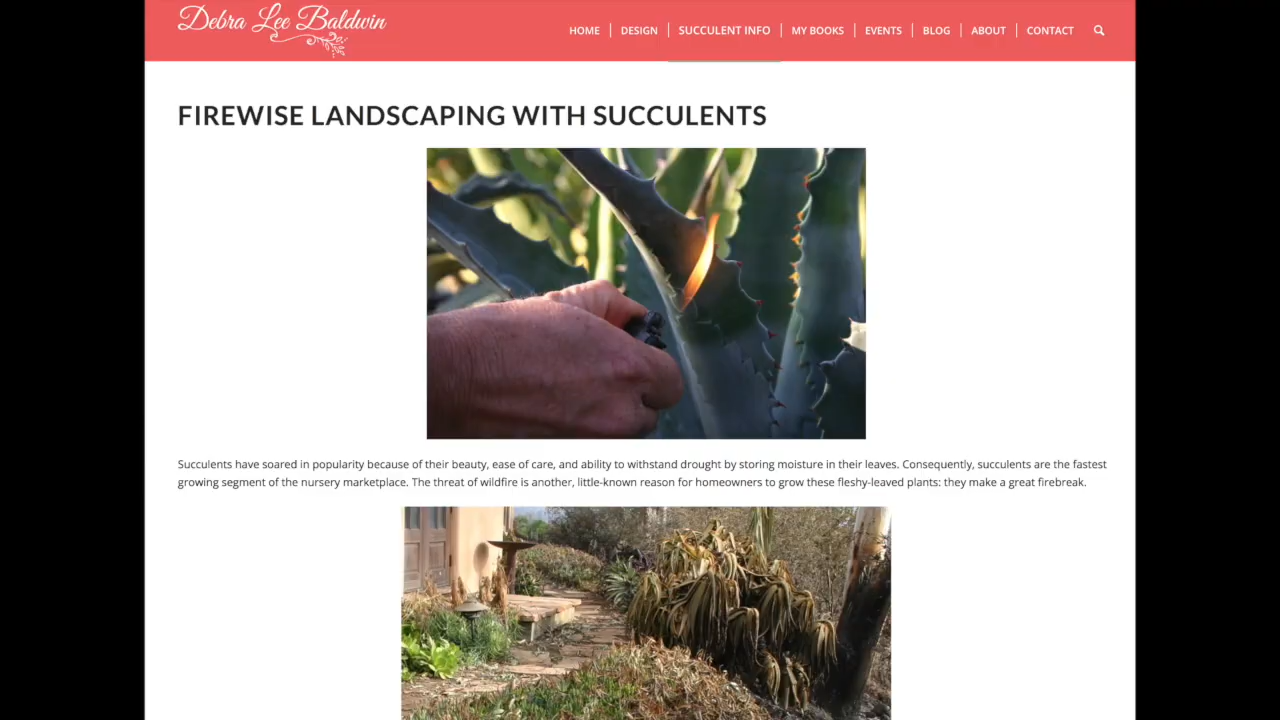 Debra Lee Baldwin
HOME
DESIGN
SUCCULENT INFO
MY BOOKS
EVENTS
BLOG
ABOUT
CONTACT
FIREWISE LANDSCAPING WITH SUCCULENTS
Succulents have soared in popularity because of their beauty, ease of care, and ability to withstand drought by storing moisture in their leaves. Consequently, succulents are the fastest
growing segment of the nursery marketplace. The threat of wildfire is another, little-known reason for homeowners to grow these fleshy-leaved plants: they make a great firebreak.